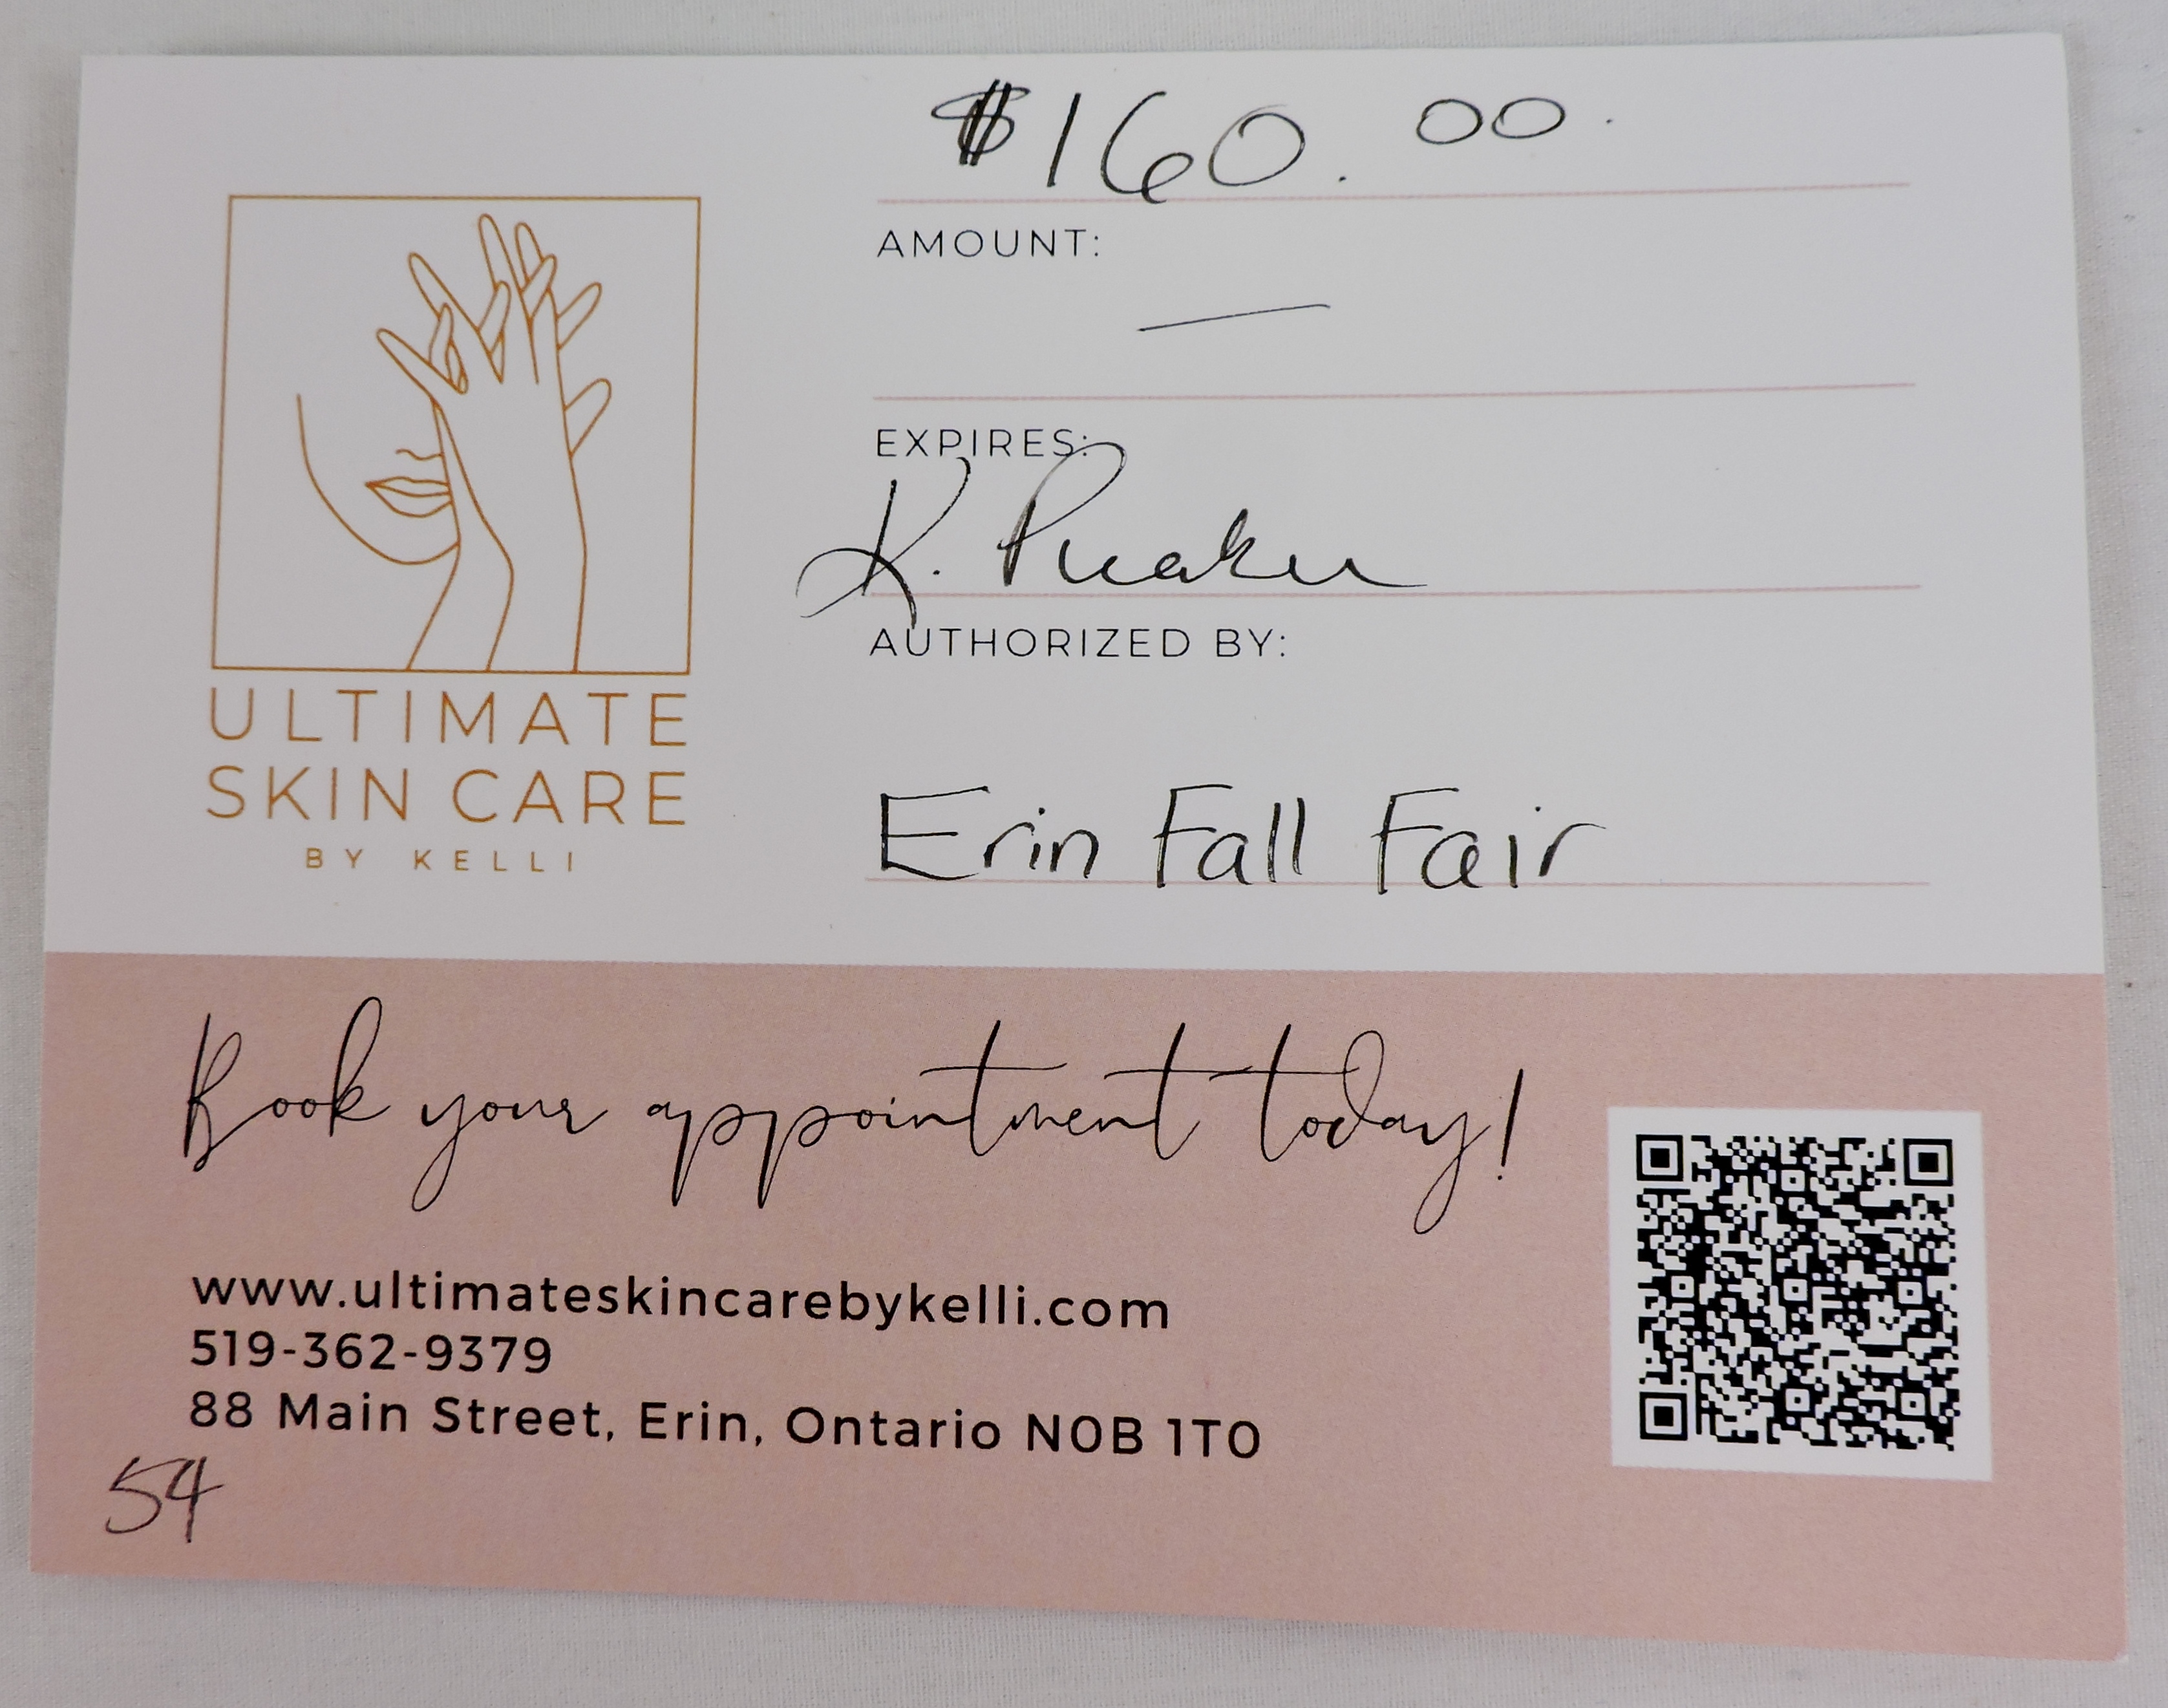 $160.00.
AMOUNT:
—
EXPIRES:
K.
AUTHORIZED BY:
Erin Fall Fair
ULTIMATE
SKIN CARE
BY KELLI
Book your appointment today!
www.ultimateskincarebykelli.com
519-362-9379
88 Main Street, Erin, Ontario N0B 1T0
54